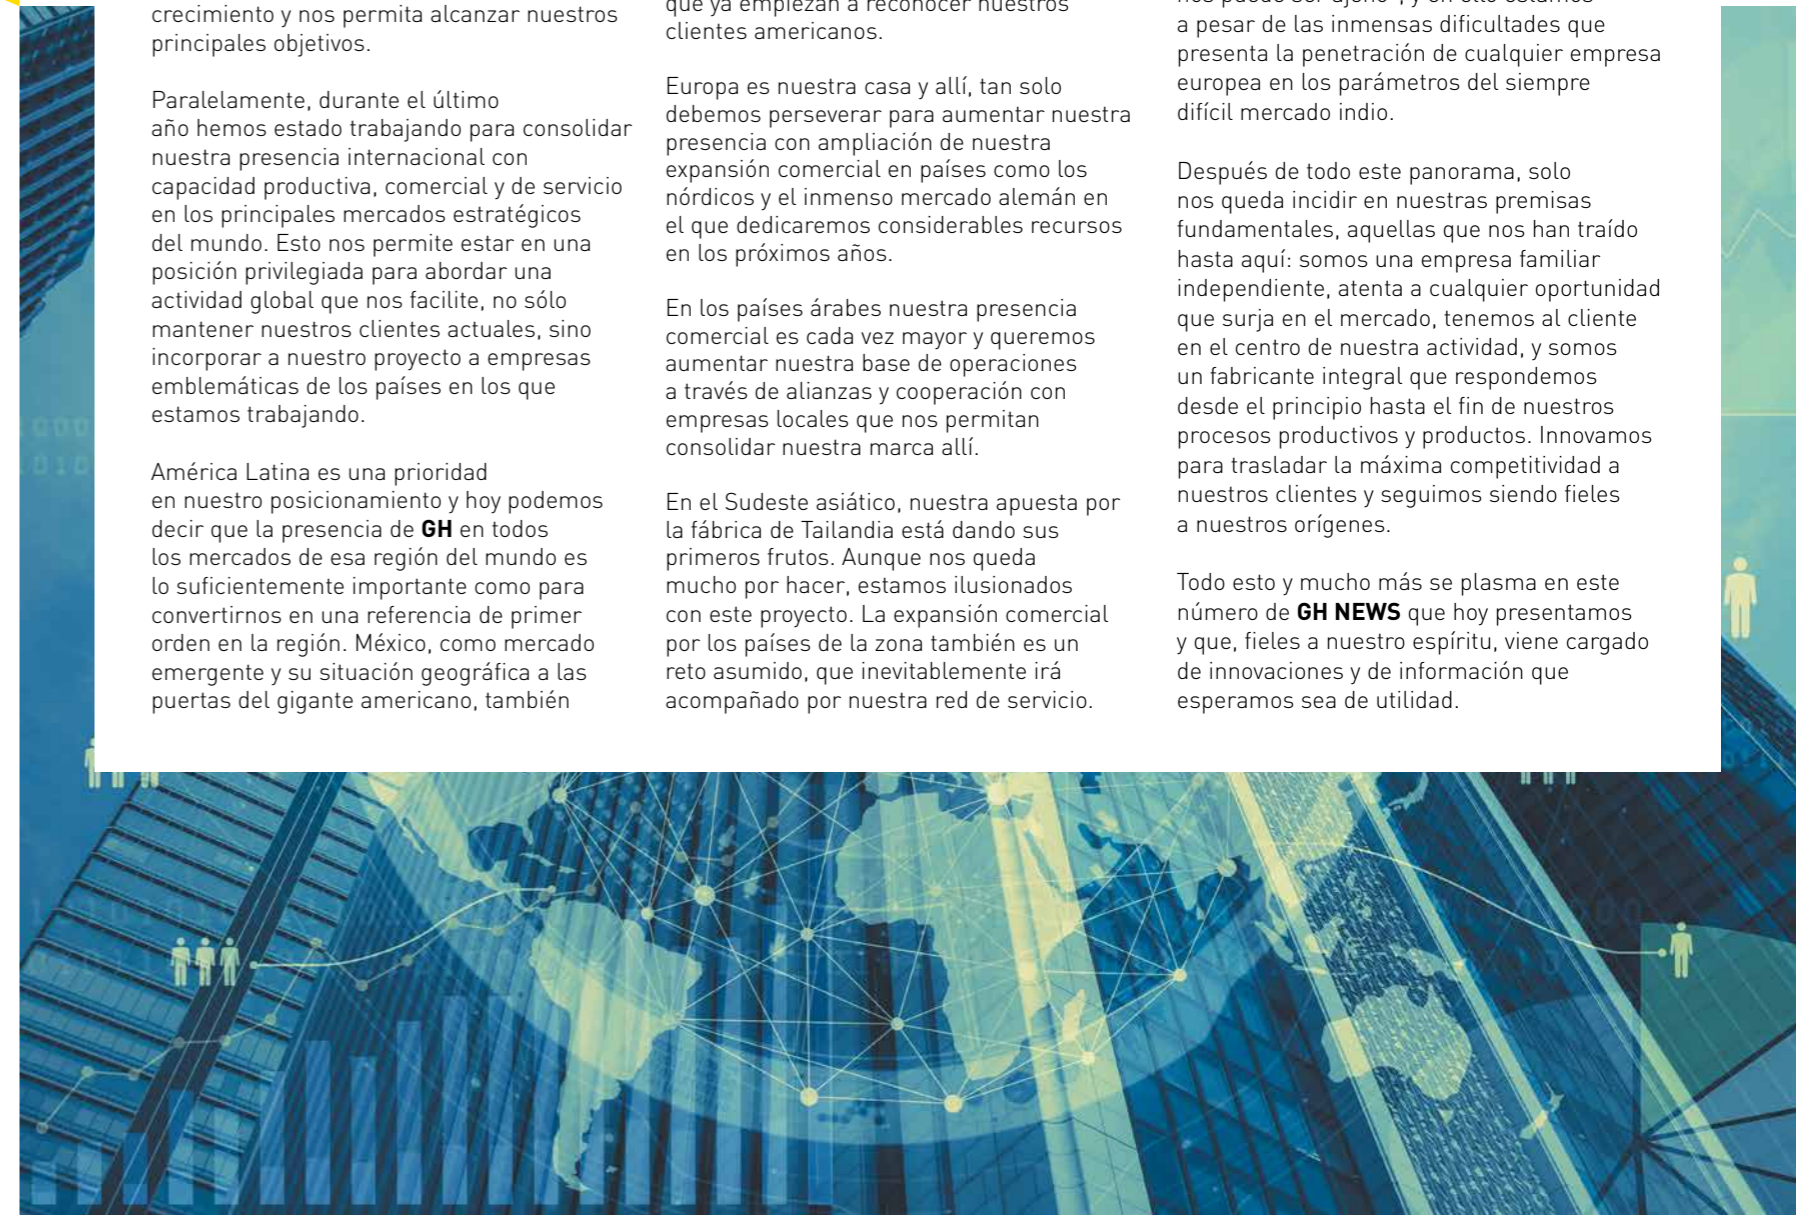 crecimiento y nos permita alcanzar nuestros
principales objetivos.
Paralelamente, durante el último
año hemos estado trabajando para consolidar
nuestra presencia internacional con
capacidad productiva, comercial y de servicio
en los principales mercados estratégicos
del mundo. Esto nos permite estar en una
posición privilegiada para abordar una
actividad global que nos facilite, no sólo
mantener nuestros clientes actuales, sino
incorporar a nuestro proyecto a empresas
emblemáticas de los países en los que
estamos trabajando.
América Latina es una prioridad
en nuestro posicionamiento y hoy podemos
decir que la presencia de GH en todos
los mercados de esa región del mundo es
lo suficientemente importante como para
convertirnos en una referencia de primer
orden en la región. México, como mercado
emergente y su situación geográfica a las
puertas del gigante americano, también
que ya empiezan a reconocer nuestros
clientes americanos.
Europa es nuestra casa y allí, tan solo
debemos perseverar para aumentar nuestra
presencia con ampliación de nuestra
expansión comercial en países como los
nórdicos y el inmenso mercado alemán en
el que dedicaremos considerables recursos
en los próximos años.
En los países árabes nuestra presencia
comercial es cada vez mayor y queremos
aumentar nuestra base de operaciones
a través de alianzas y cooperación con
empresas locales que nos permitan
consolidar nuestra marca allí.
En el Sudeste asiático, nuestra apuesta por
la fábrica de Tailandia está dando sus
primeros frutos. Aunque nos queda
mucho por hacer, estamos ilusionados
con este proyecto. La expansión comercial
por los países de la zona también es un
reto asumido, que inevitablemente irá
acompañado por nuestra red de servicio.
a pesar de las inmensas dificultades que
presenta la penetración de cualquier empresa
europea en los parámetros del siempre
difícil mercado indio.
Después de todo este panorama, solo
nos queda incidir en nuestras premisas
fundamentales, aquellas que nos han traído
hasta aquí: somos una empresa familiar
independiente, atenta a cualquier oportunidad
que surja en el mercado, tenemos al cliente
en el centro de nuestra actividad, y somos
un fabricante integral que respondemos
desde el principio hasta el fin de nuestros
procesos productivos y productos. Innovamos
para trasladar la máxima competitividad a
nuestros clientes y seguimos siendo fieles
a nuestros orígenes.
Todo esto y mucho más se plasma en este
número de GH NEWS que hoy presentamos
y que, fieles a nuestro espíritu, viene cargado
de innovaciones y de información que
esperamos sea de utilidad.